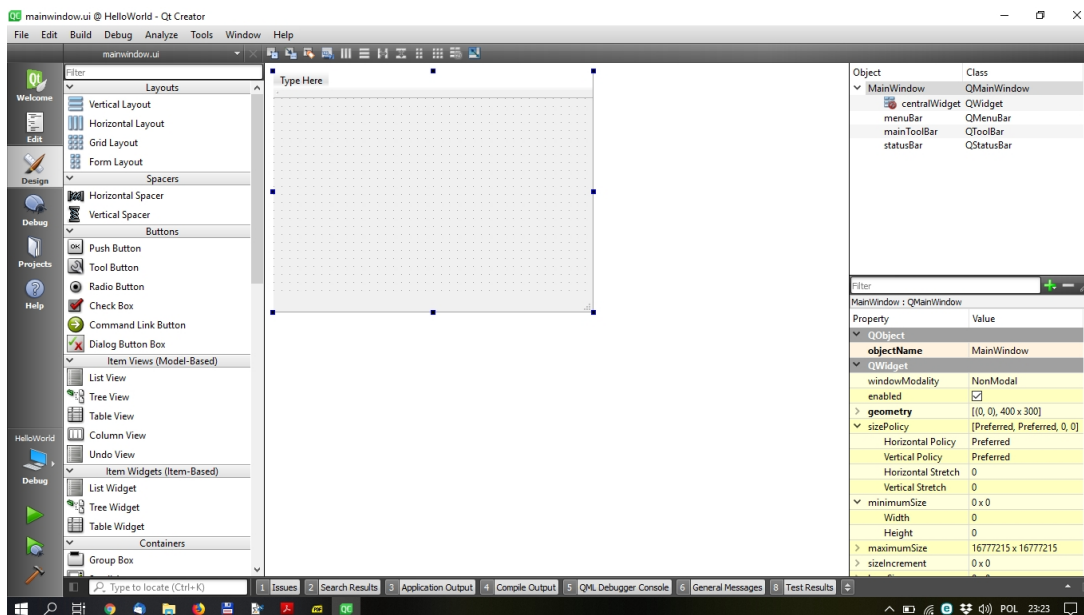 mainwindow.ui @ HelloWorld - Qt Creator
File Edit Build Debug Analyze Tools Window Help
mainwindow.ui
Welcome
Edit
Design
Debug
Projects
Help
HelloWorld
Debug
Filter
Layouts
Vertical Layout
Horizontal Layout
Grid Layout
Form Layout
Spacers
Horizontal Spacer
Vertical Spacer
Buttons
Push Button
Tool Button
Radio Button
Check Box
Command Link Button
Dialog Button Box
Item Views (Model-Based)
List View
Tree View
Table View
Column View
Undo View
Item Widgets (Item-Based)
List Widget
Tree Widget
Table Widget
Containers
Group Box
Type Here
Object Class
MainWindow QMainWindow
centralWidget QWidget
menuBar QMenuBar
mainToolBar QToolBar
statusBar QStatusBar
Filter
MainWindow : QMainWindow
Property Value
QObject
objectName MainWindow
QWidget
windowModality NonModal
enabled
geometry [(0, 0), 400 x 300]
sizePolicy [Preferred, Preferred, 0, 0]
Horizontal Policy Preferred
Vertical Policy Preferred
Horizontal Stretch 0
Vertical Stretch 0
minimumSize 0 x 0
Width 0
Height 0
maximumSize 16777215 x 16777215
sizeIncrement 0 x 0
Type to locate (Ctrl+K)
1 Issues 2 Search Results 3 Application Output 4 Compile Output 5 QML Debugger Console 6 General Messages 8 Test Results
POL 23:23